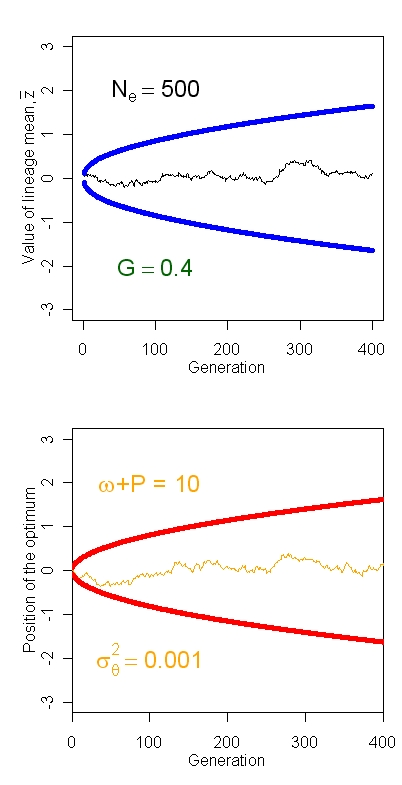 Value of lineage mean, z̅
3
2
1
0
-1
-2
-3
Nₑ = 500
G = 0.4
0 100 200 300 400
Generation
Position of the optimum
3
2
1
0
-1
-2
-3
ω+P = 10
σ²_θ = 0.001
0 100 200 300 400
Generation